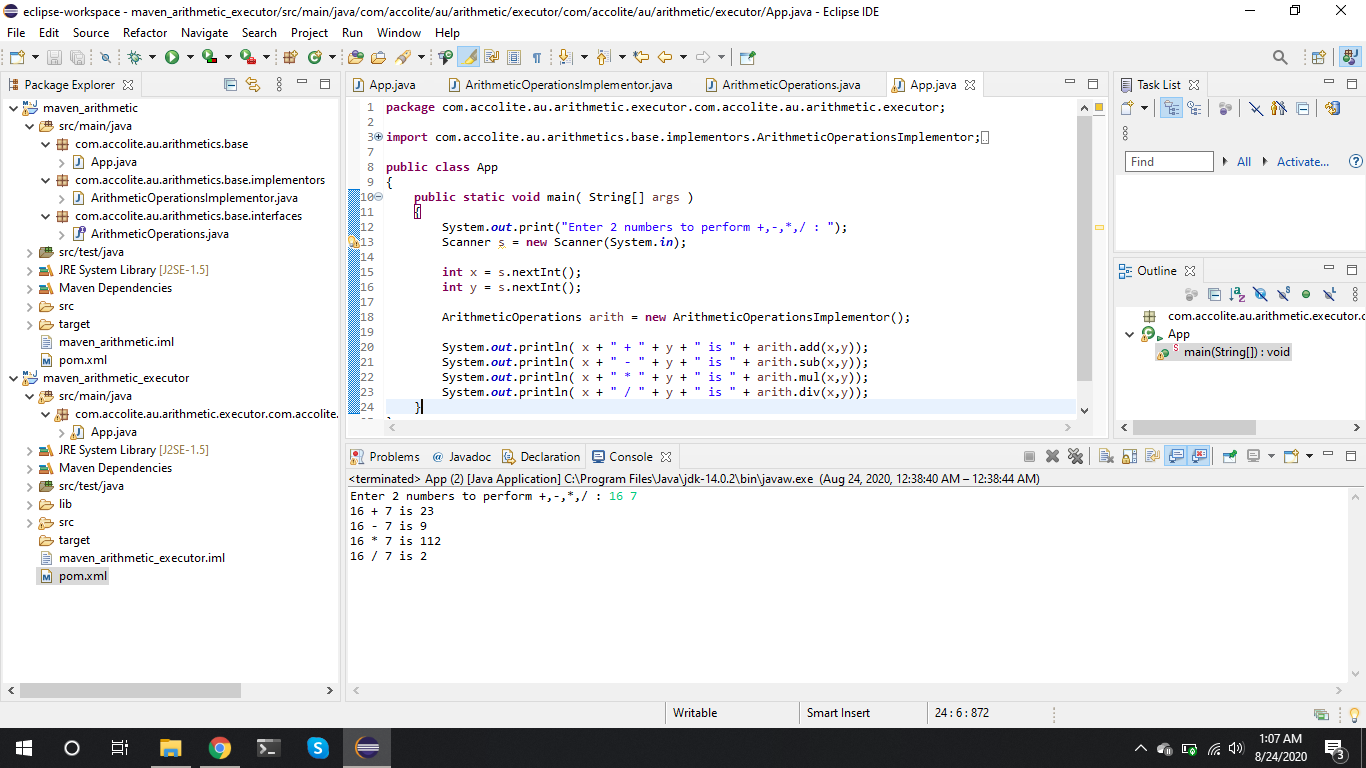 eclipse-workspace - maven_arithmetic_executor/src/main/java/com/accolite/au/arithmetic/executor/com/accolite/au/arithmetic/executor/App.java - Eclipse IDE
File Edit Source Refactor Navigate Search Project Run Window Help
Package Explorer
maven_arithmetic
src/main/java
com.accolite.au.arithmetics.base
App.java
com.accolite.au.arithmetics.base.implementors
ArithmeticOperationsImplementor.java
com.accolite.au.arithmetics.base.interfaces
ArithmeticOperations.java
src/test/java
JRE System Library [J2SE-1.5]
Maven Dependencies
src
target
maven_arithmetic.iml
pom.xml
maven_arithmetic_executor
src/main/java
com.accolite.au.arithmetic.executor.com.accolite.
App.java
JRE System Library [J2SE-1.5]
Maven Dependencies
src/test/java
lib
src
target
maven_arithmetic_executor.iml
pom.xml
App.java ArithmeticOperationsImplementor.java ArithmeticOperations.java App.java
1 package com.accolite.au.arithmetic.executor.com.accolite.au.arithmetic.executor;
2
3 import com.accolite.au.arithmetics.base.implementors.ArithmeticOperationsImplementor;
7
8 public class App
9 {
10 public static void main( String[] args )
11 {
12 System.out.print("Enter 2 numbers to perform +,-,*,/ : ");
13 Scanner s = new Scanner(System.in);
14
15 int x = s.nextInt();
16 int y = s.nextInt();
17
18 ArithmeticOperations arith = new ArithmeticOperationsImplementor();
19
20 System.out.println( x + " + " + y + " is " + arith.add(x,y));
21 System.out.println( x + " - " + y + " is " + arith.sub(x,y));
22 System.out.println( x + " * " + y + " is " + arith.mul(x,y));
23 System.out.println( x + " / " + y + " is " + arith.div(x,y));
24 }
Task List
Find All Activate...
Outline
com.accolite.au.arithmetic.executor.c
App
main(String[]) : void
Problems @ Javadoc Declaration Console
<terminated> App (2) [Java Application] C:\Program Files\Java\jdk-14.0.2\bin\javaw.exe (Aug 24, 2020, 12:38:40 AM – 12:38:44 AM)
Enter 2 numbers to perform +,-,*,/ : 16 7
16 + 7 is 23
16 - 7 is 9
16 * 7 is 112
16 / 7 is 2
Writable Smart Insert 24 : 6 : 872
1:07 AM
8/24/2020
3